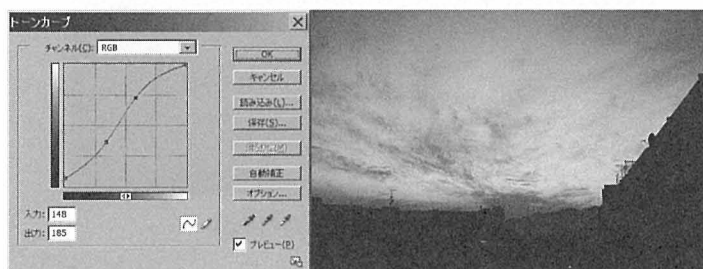 トーンカーブ
チャンネル(C): RGB
OK
キャンセル
読み込み(L)...
保存(S)...
自動補正
オプション...
入力: 148
出力: 185
プレビュー(P)